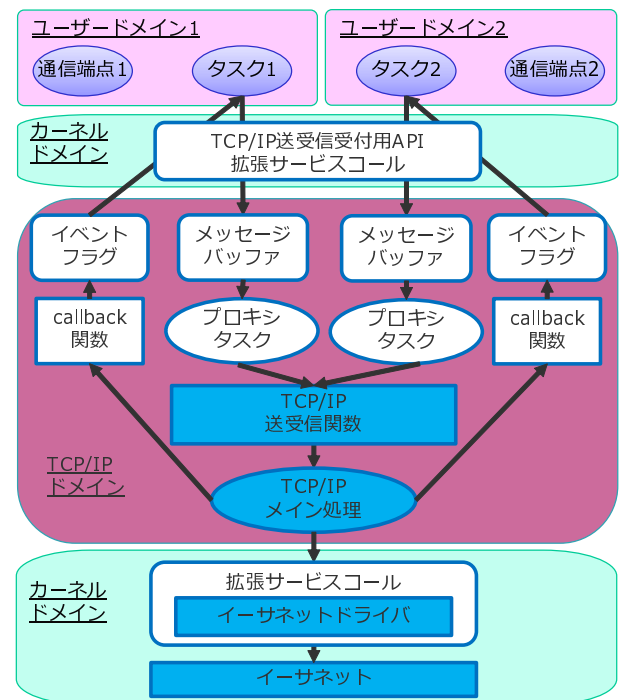 ユーザードメイン1
ユーザードメイン2
通信端点1
タスク1
タスク2
通信端点2
カーネル
ドメイン
TCP/IP送受信受付用API
拡張サービスコール
イベント
フラグ
メッセージ
バッファ
メッセージ
バッファ
イベント
フラグ
callback
関数
プロキシ
タスク
プロキシ
タスク
callback
関数
TCP/IP
送受信関数
TCP/IP
ドメイン
TCP/IP
メイン処理
カーネル
ドメイン
拡張サービスコール
イーサネットドライバ
イーサネット